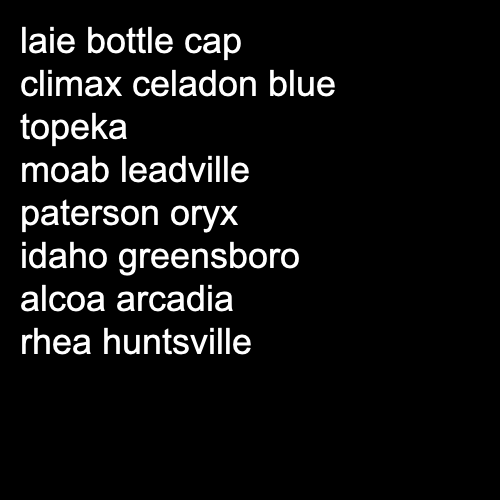 laie bottle cap
climax celadon blue
topeka
moab leadville
paterson oryx
idaho greensboro
alcoa arcadia
rhea huntsville